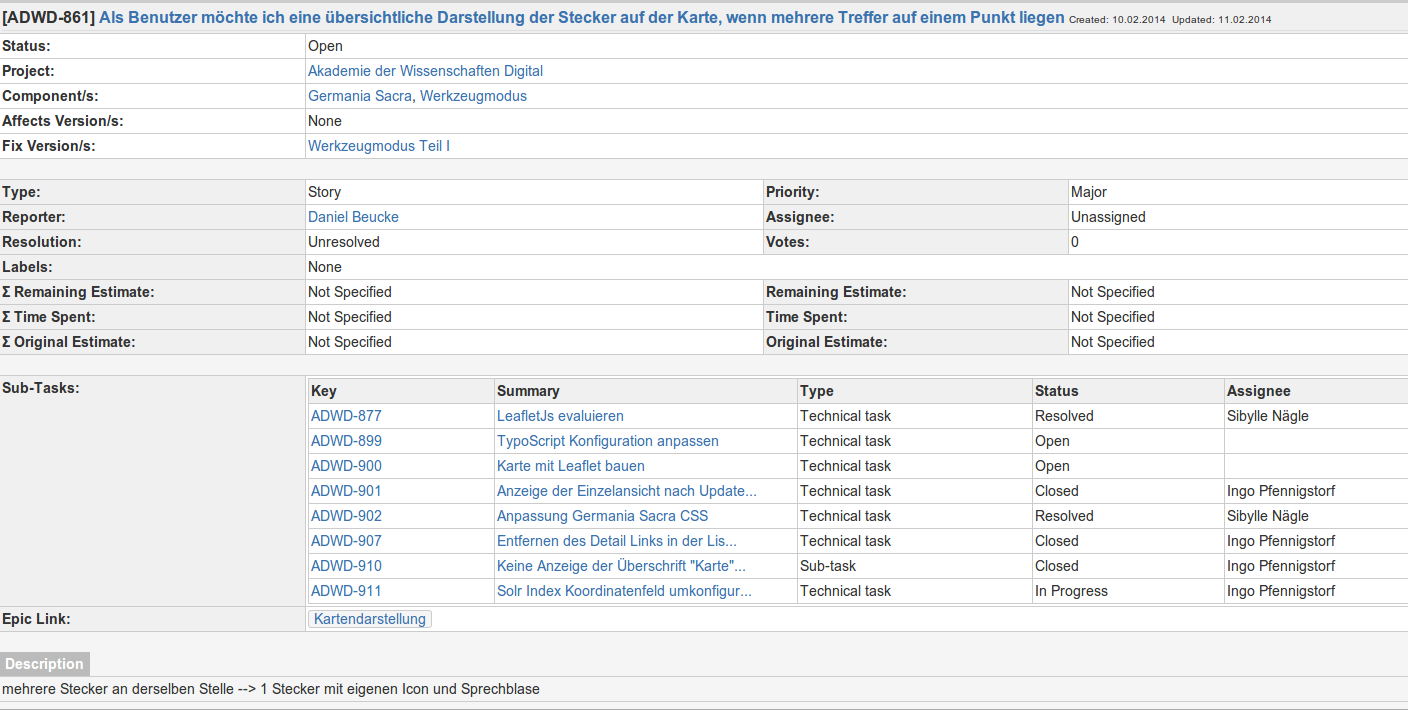 [ADWD-861] Als Benutzer möchte ich eine übersichtliche Darstellung der Stecker auf der Karte, wenn mehrere Treffer auf einem Punkt liegen Created: 10.02.2014 Updated: 11.02.2014
Status: Open
Project: Akademie der Wissenschaften Digital
Component/s: Germania Sacra, Werkzeugmodus
Affects Version/s: None
Fix Version/s: Werkzeugmodus Teil I
Type: Story Priority: Major
Reporter: Daniel Beucke Assignee: Unassigned
Resolution: Unresolved Votes: 0
Labels: None
Σ Remaining Estimate: Not Specified Remaining Estimate: Not Specified
Σ Time Spent: Not Specified Time Spent: Not Specified
Σ Original Estimate: Not Specified Original Estimate: Not Specified
Sub-Tasks: Key Summary Type Status Assignee
ADWD-877 LeafletJs evaluieren Technical task Resolved Sibylle Nägle
ADWD-899 TypoScript Konfiguration anpassen Technical task Open
ADWD-900 Karte mit Leaflet bauen Technical task Open
ADWD-901 Anzeige der Einzelansicht nach Update... Technical task Closed Ingo Pfennigstorf
ADWD-902 Anpassung Germania Sacra CSS Technical task Resolved Sibylle Nägle
ADWD-907 Entfernen des Detail Links in der Lis... Technical task Closed Ingo Pfennigstorf
ADWD-910 Keine Anzeige der Überschrift "Karte"... Sub-task Closed Ingo Pfennigstorf
ADWD-911 Solr Index Koordinatenfeld umkonfigur... Technical task In Progress Ingo Pfennigstorf
Epic Link: Kartendarstellung
Description
mehrere Stecker an derselben Stelle --> 1 Stecker mit eigenen Icon und Sprechblase